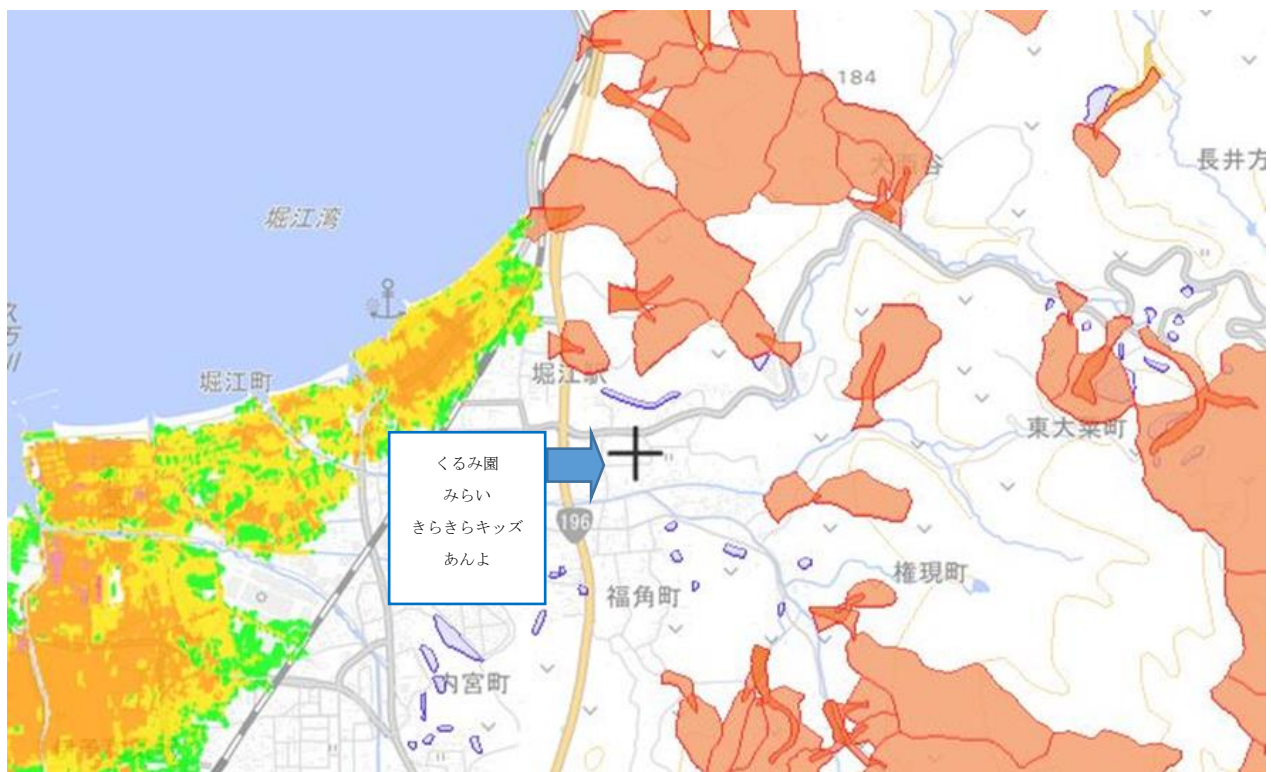 184
大西谷
長井方
堀江湾
堀江町
堀江駅
東大栗町
くるみ園
みらい
きらきらキッズ
あんよ
196
福角町
権現町
内宮町